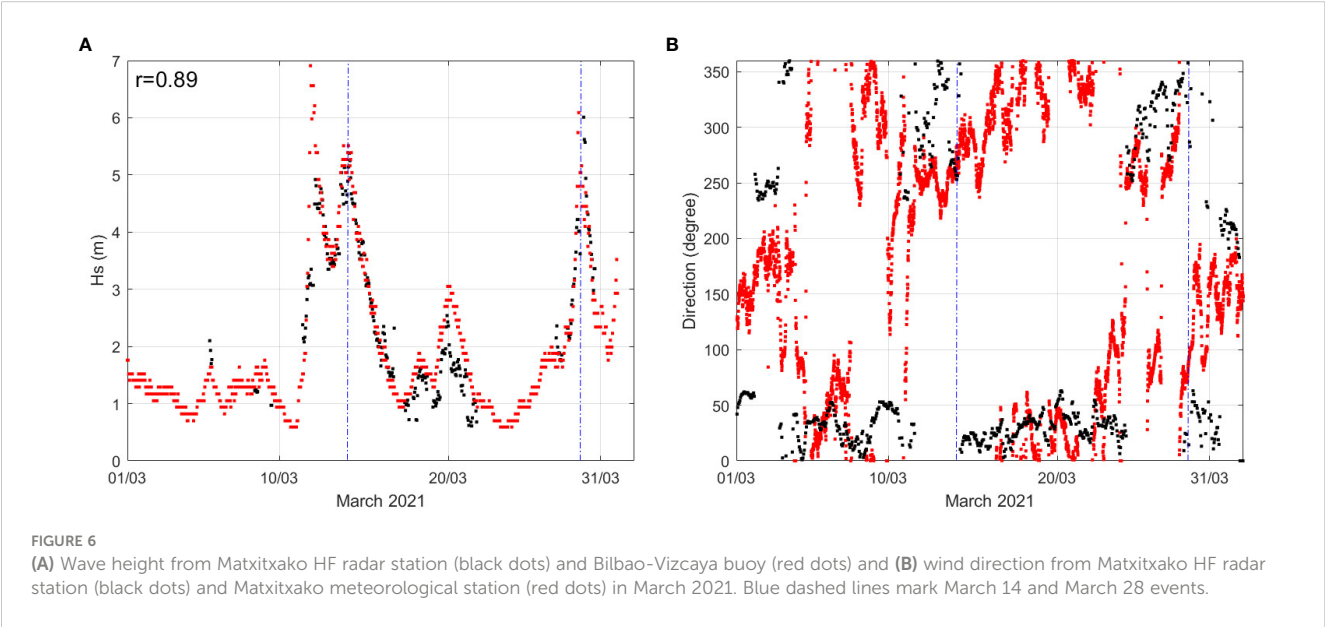 A
B
r=0.89
7
6
5
4
3
2
1
0
Hs (m)
01/03
10/03
20/03
31/03
March 2021
350
300
250
200
150
100
50
0
Direction (degree)
01/03
10/03
20/03
31/03
March 2021
FIGURE 6
(A) Wave height from Matxitxako HF radar station (black dots) and Bilbao-Vizcaya buoy (red dots) and (B) wind direction from Matxitxako HF radar
station (black dots) and Matxitxako meteorological station (red dots) in March 2021. Blue dashed lines mark March 14 and March 28 events.